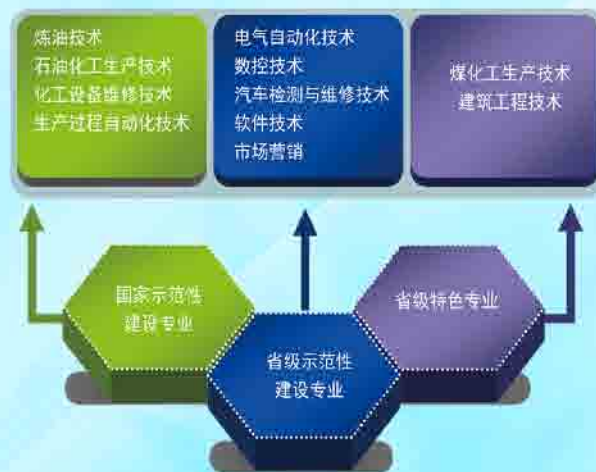 炼油技术
石油化工生产技术
化工设备维修技术
生产过程自动化技术
电气自动化技术
数控技术
汽车检测与维修技术
软件技术
市场营销
煤化工生产技术
建筑工程技术
国家示范性
建设专业
省级示范性
建设专业
省级特色专业